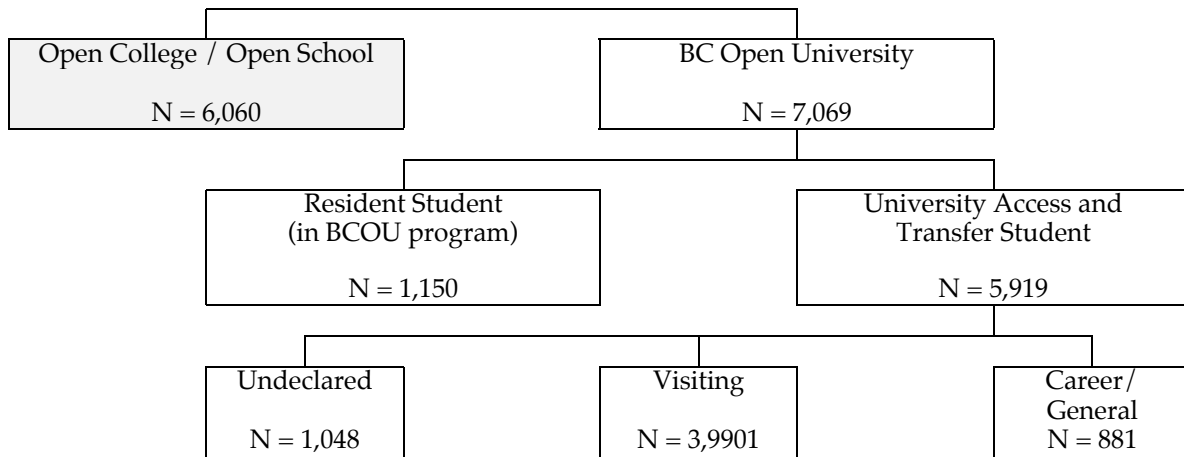 Open College / Open School
N = 6,060
BC Open University
N = 7,069
Resident Student
(in BCOU program)
N = 1,150
University Access and
Transfer Student
N = 5,919
Undeclared
N = 1,048
Visiting
N = 3,9901
Career/
General
N = 881